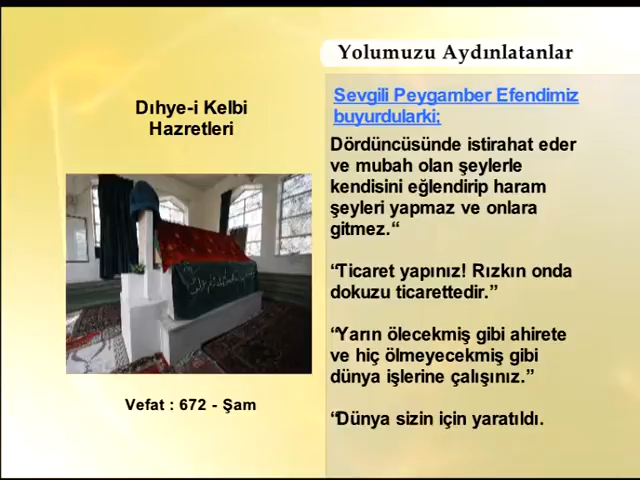 Yolumuzu Aydınlatanlar
Dıhye-i Kelbi
Hazretleri
Vefat : 672 - Şam
Sevgili Peygamber Efendimiz
buyurdularki;
Dördüncüsünde istirahat eder
ve mubah olan şeylerle
kendisini eğlendirip haram
şeyleri yapmaz ve onlara
gitmez.“
“Ticaret yapınız! Rızkın onda
dokuzu ticarettedir.”
“Yarın ölecekmiş gibi ahirete
ve hiç ölmeyecekmiş gibi
dünya işlerine çalışınız.”
“Dünya sizin için yaratıldı.